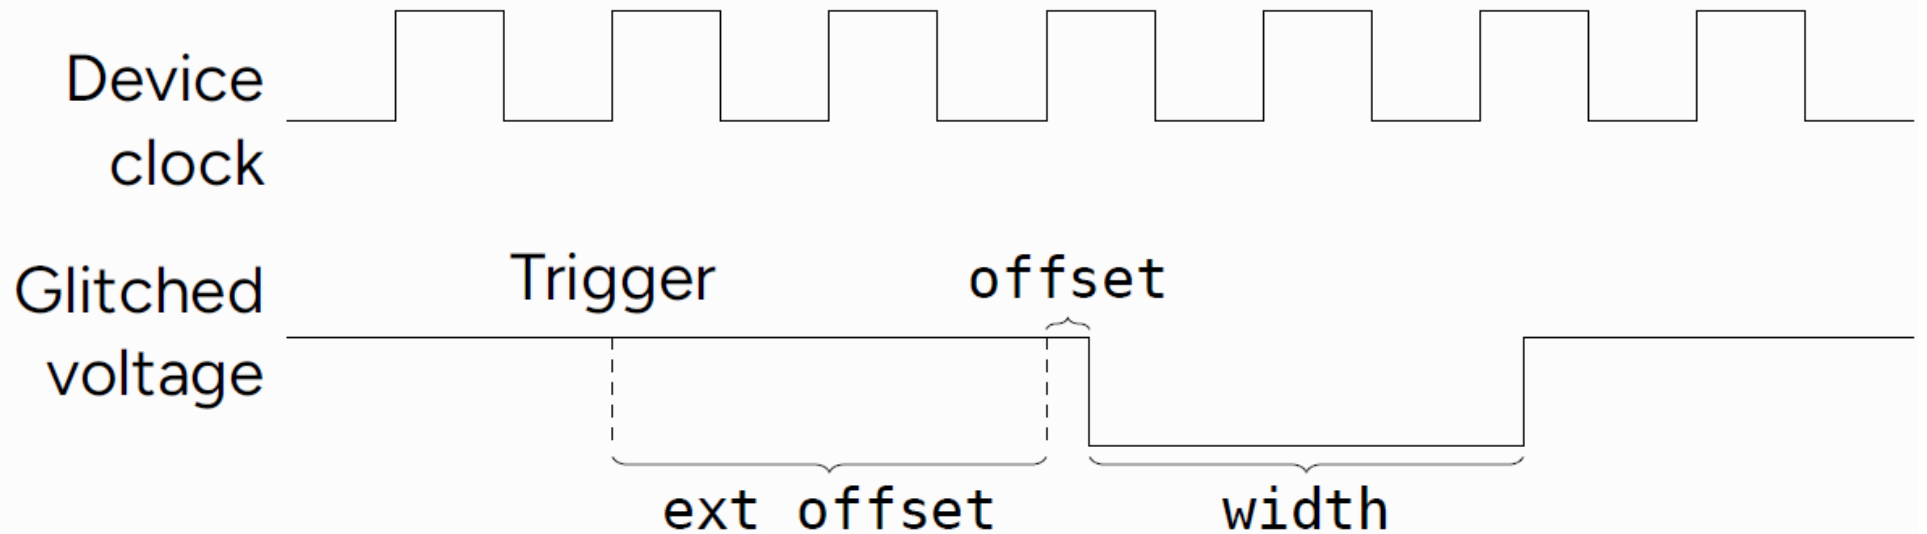 Device
clock
Glitched
voltage
Trigger
offset
ext offset
width